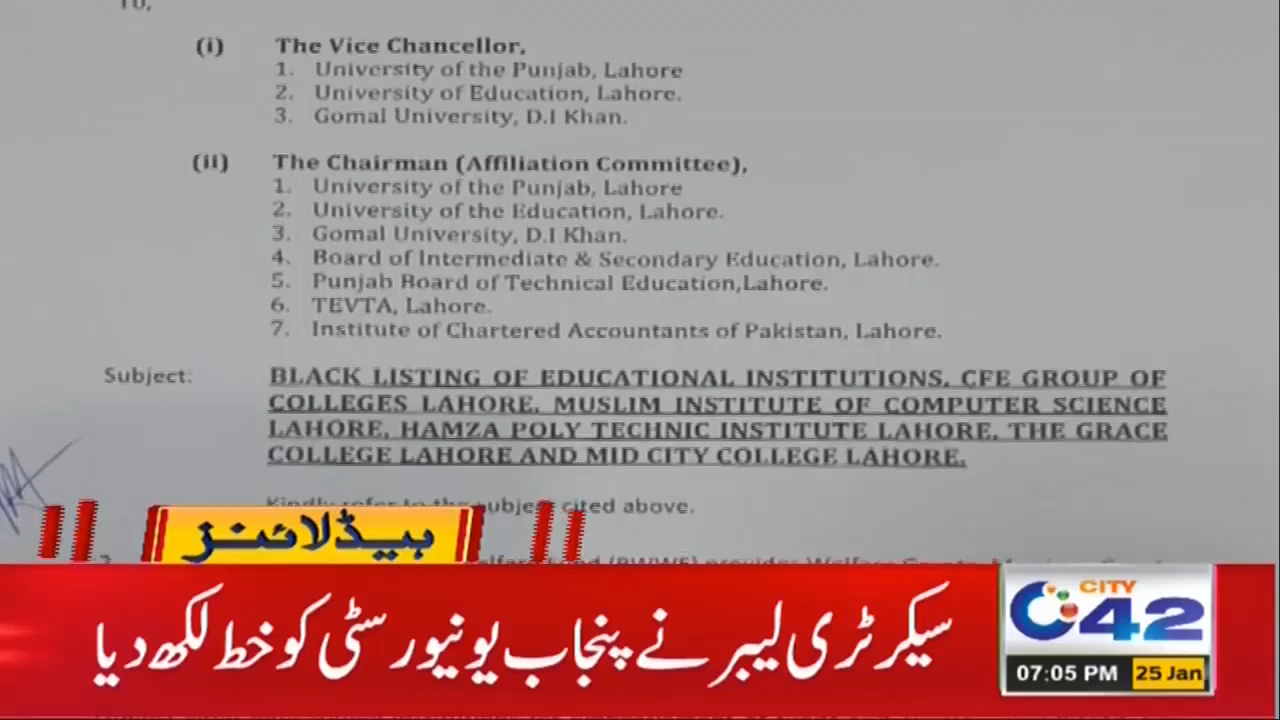 To,
(i) The Vice Chancellor,
1. University of the Punjab, Lahore
2. University of Education, Lahore.
3. Gomal University, D.I Khan.
(ii) The Chairman (Affiliation Committee),
1. University of the Punjab, Lahore
2. University of the Education, Lahore.
3. Gomal University, D.I Khan.
4. Board of Intermediate & Secondary Education, Lahore.
5. Punjab Board of Technical Education,Lahore.
6. TEVTA, Lahore.
7. Institute of Chartered Accountants of Pakistan, Lahore.
Subject: BLACK LISTING OF EDUCATIONAL INSTITUTIONS, CFE GROUP OF
COLLEGES LAHORE, MUSLIM INSTITUTE OF COMPUTER SCIENCE
LAHORE, HAMZA POLY TECHNIC INSTITUTE LAHORE, THE GRACE
COLLEGE LAHORE AND MID CITY COLLEGE LAHORE.
Kindly refer to the subject cited above.
ہیڈلائنز
سیکرٹری لیبر نے پنجاب یونیورسٹی کو خط لکھ دیا
CITY
42
07:05 PM 25 Jan